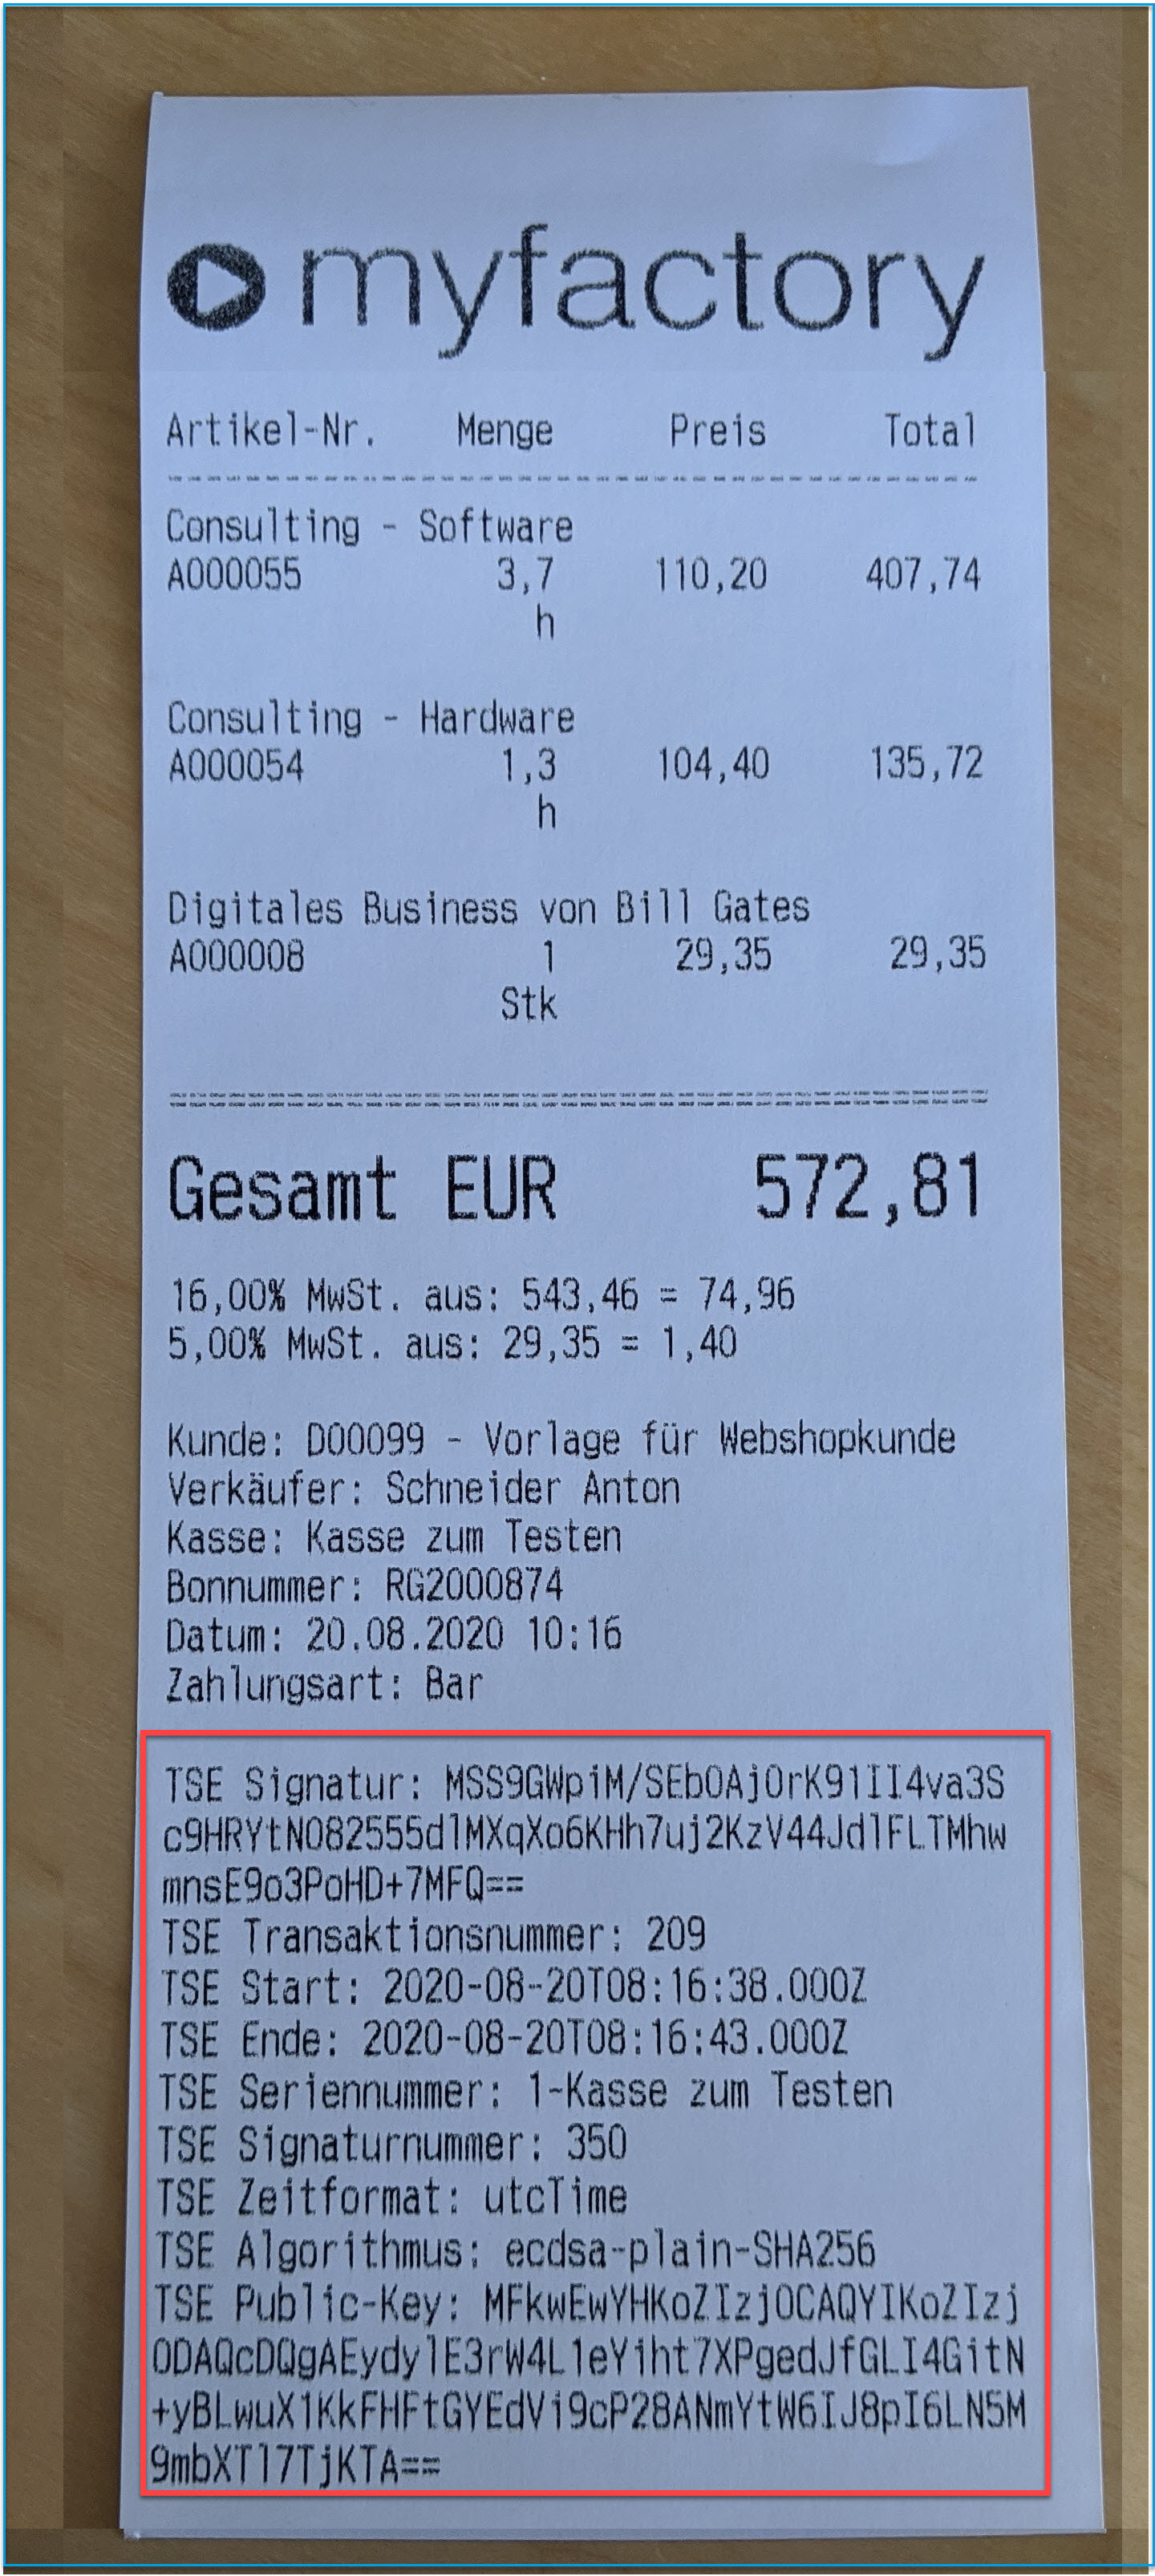 myfactory
Artikel-Nr. Menge Preis Total
Consulting - Software
A000055 3,7 110,20 407,74
h
Consulting - Hardware
A000054 1,3 104,40 135,72
h
Digitales Business von Bill Gates
A000008 1 29,35 29,35
Stk
Gesamt EUR 572,81
16,00% MwSt. aus: 543,46 = 74,96
5,00% MwSt. aus: 29,35 = 1,40
Kunde: D00099 - Vorlage für Webshopkunde
Verkäufer: Schneider Anton
Kasse: Kasse zum Testen
Bonnummer: RG2000874
Datum: 20.08.2020 10:16
Zahlungsart: Bar
TSE Signatur: MSS9GWpiM/SEbOAjOrK91II4va3S
c9HRYtN082555dlMXqXo6KHh7uj2KzV44JdlFLTMhw
mnsE9o3PoHD+7MFQ==
TSE Transaktionsnummer: 209
TSE Start: 2020-08-20T08:16:38.000Z
TSE Ende: 2020-08-20T08:16:43.000Z
TSE Seriennummer: 1-Kasse zum Testen
TSE Signaturnummer: 350
TSE Zeitformat: utcTime
TSE Algorithmus: ecdsa-plain-SHA256
TSE Public-Key: MFkwEwYHKoZIzj0CAQYIKoZIzj
0DAQcDQgAEydylE3rW4L1eYiht7XPgedJfGLI4GitN
+yBLwuX1KkFHFtGYEdVi9cP28ANmYtW6IJ8pI6LN5M
9mbXTl7TjKTA==